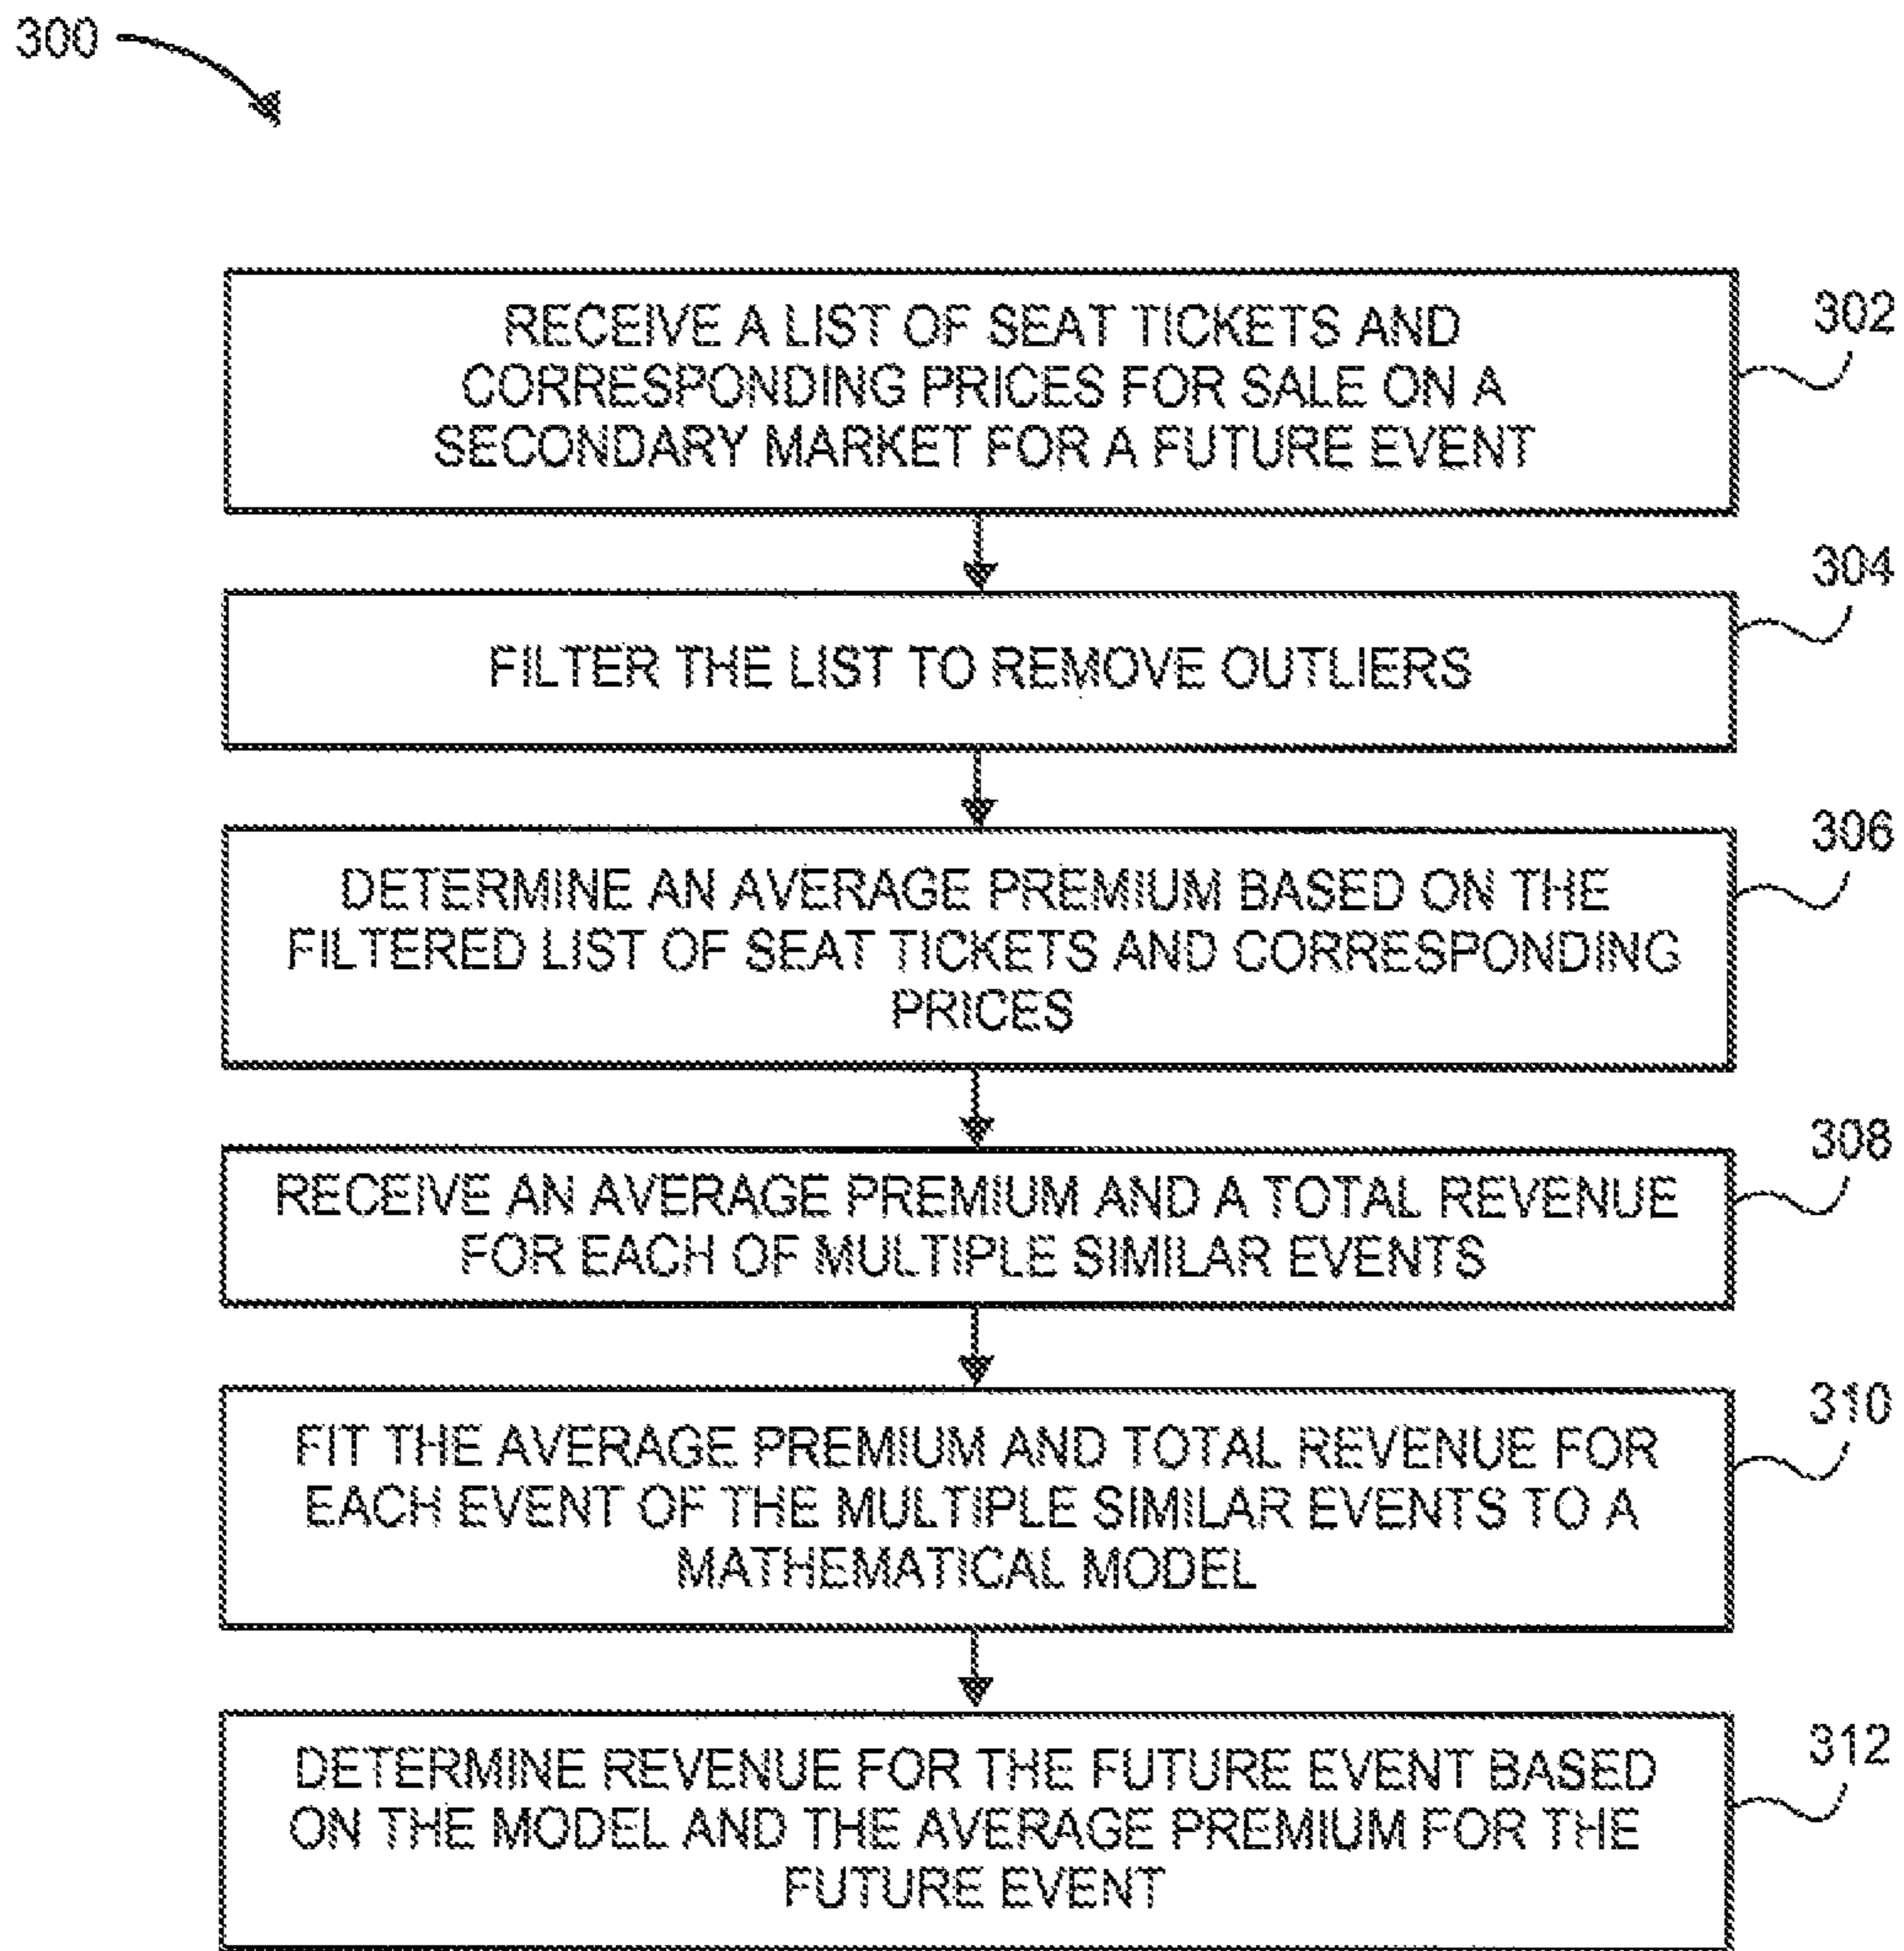 300
RECEIVE A LIST OF SEAT TICKETS AND
CORRESPONDING PRICES FOR SALE ON A
SECONDARY MARKET FOR A FUTURE EVENT
302
FILTER THE LIST TO REMOVE OUTLIERS
304
DETERMINE AN AVERAGE PREMIUM BASED ON THE
FILTERED LIST OF SEAT TICKETS AND CORRESPONDING
PRICES
306
RECEIVE AN AVERAGE PREMIUM AND A TOTAL REVENUE
FOR EACH OF MULTIPLE SIMILAR EVENTS
308
FIT THE AVERAGE PREMIUM AND TOTAL REVENUE FOR
EACH EVENT OF THE MULTIPLE SIMILAR EVENTS TO A
MATHEMATICAL MODEL
310
DETERMINE REVENUE FOR THE FUTURE EVENT BASED
ON THE MODEL AND THE AVERAGE PREMIUM FOR THE
FUTURE EVENT
312